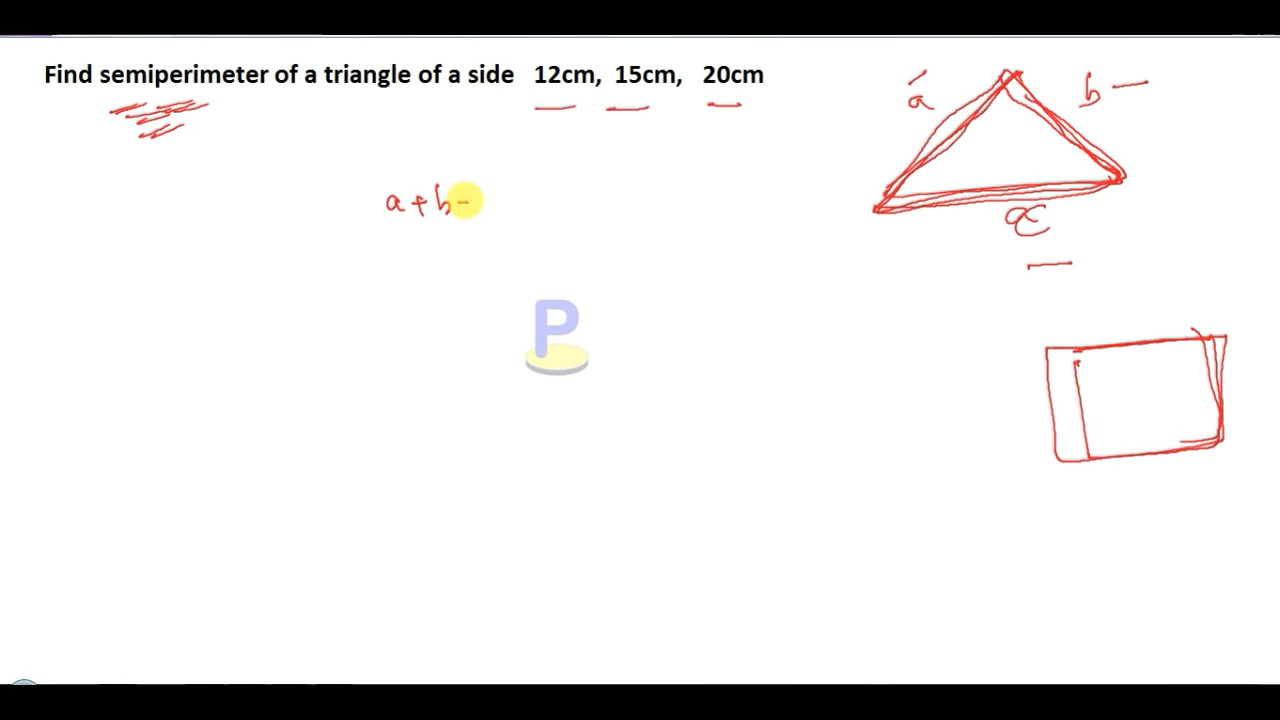 Find semiperimeter of a triangle of a side 12cm, 15cm, 20cm
a b
a+b-
P